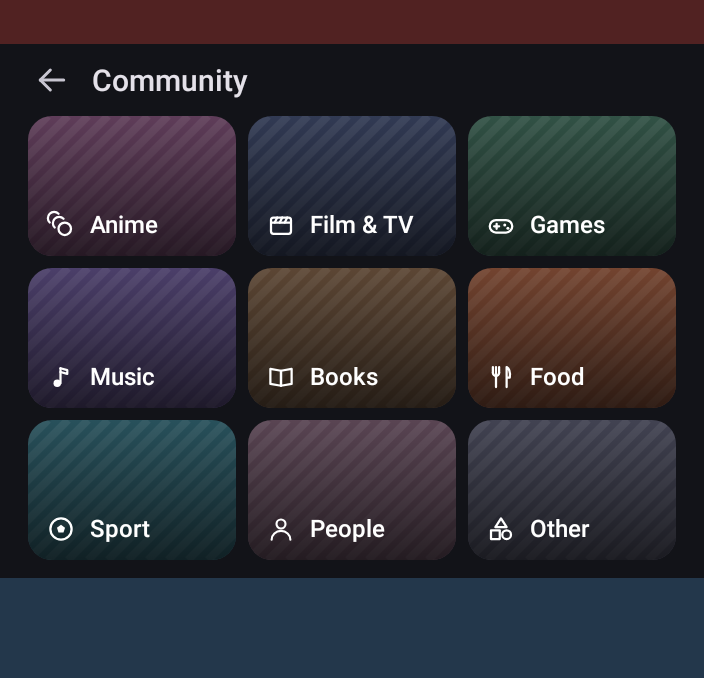 Community
Anime
Film & TV
Games
Music
Books
Food
Sport
People
Other